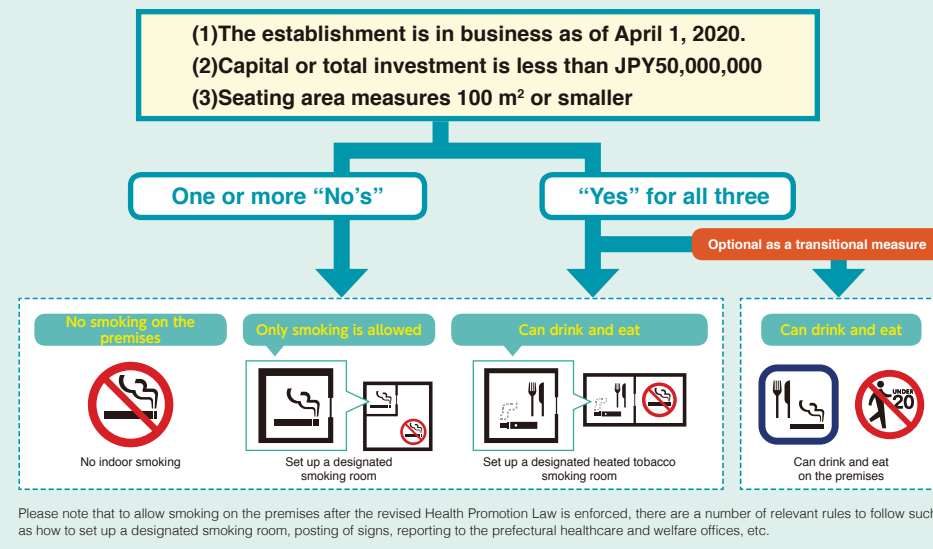 (1)The establishment is in business as of April 1, 2020.
(2)Capital or total investment is less than JPY50,000,000
(3)Seating area measures 100 m² or smaller
One or more “No’s”
“Yes” for all three
Optional as a transitional measure
No smoking on the
premises
Only smoking is allowed
Can drink and eat
Can drink and eat
UNDER
20
No indoor smoking
Set up a designated
smoking room
Set up a designated heated tobacco
smoking room
Can drink and eat
on the premises
Please note that to allow smoking on the premises after the revised Health Promotion Law is enforced, there are a number of relevant rules to follow such
as how to set up a designated smoking room, posting of signs, reporting to the prefectural healthcare and welfare offices, etc.